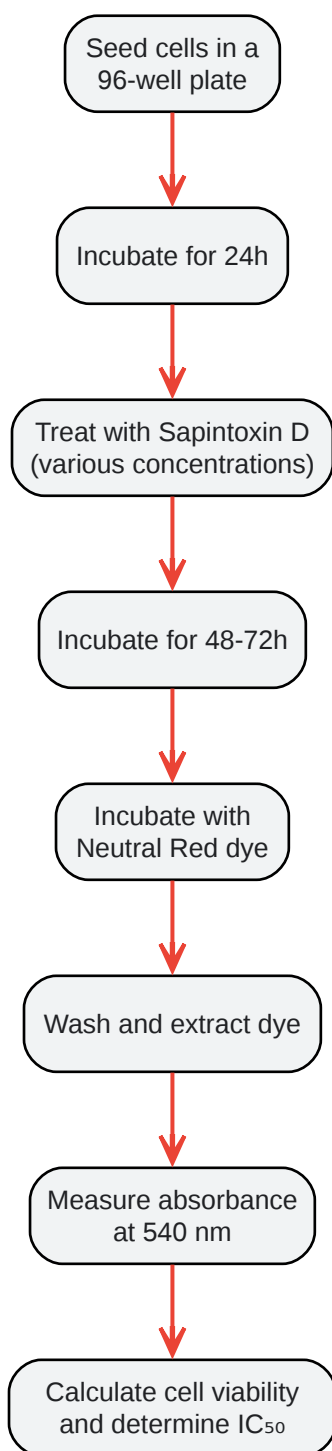 Seed cells in a
96-well plate
Incubate for 24h
Treat with Sapintoxin D
(various concentrations)
Incubate for 48-72h
Incubate with
Neutral Red dye
Wash and extract dye
Measure absorbance
at 540 nm
Calculate cell viability
and determine IC₅₀